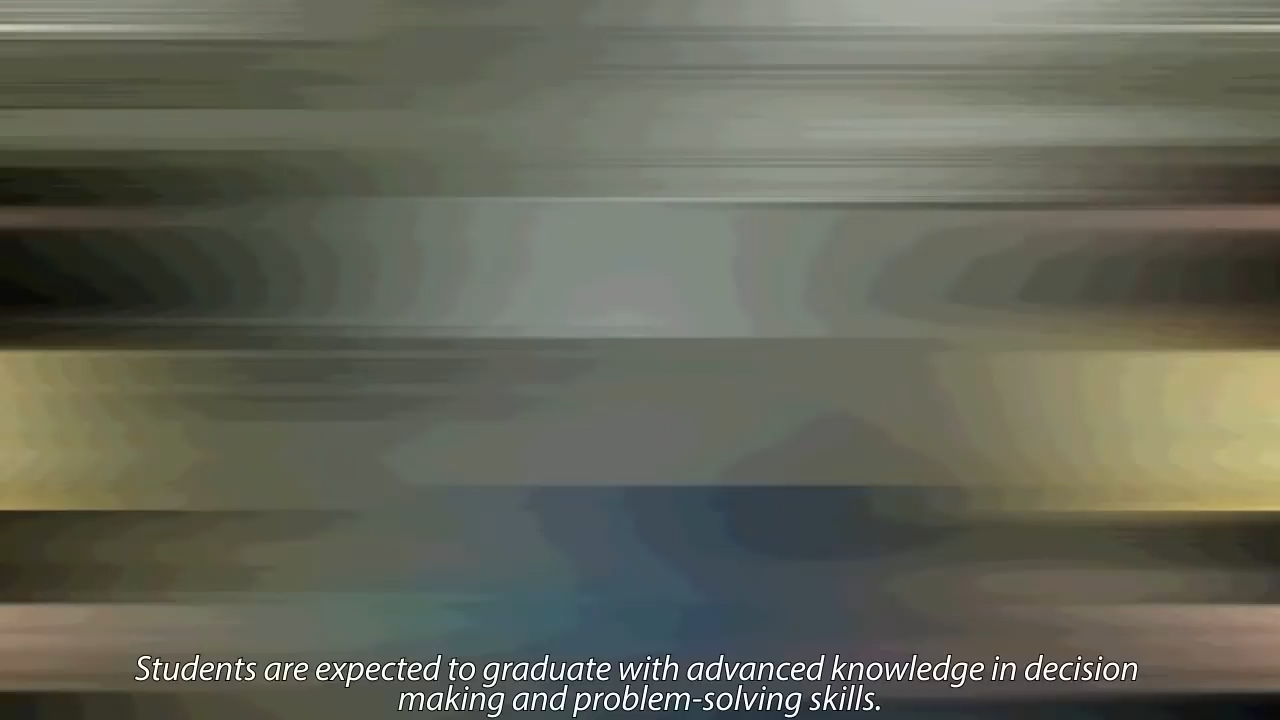 Students are expected to graduate with advanced knowledge in decision
making and problem-solving skills.